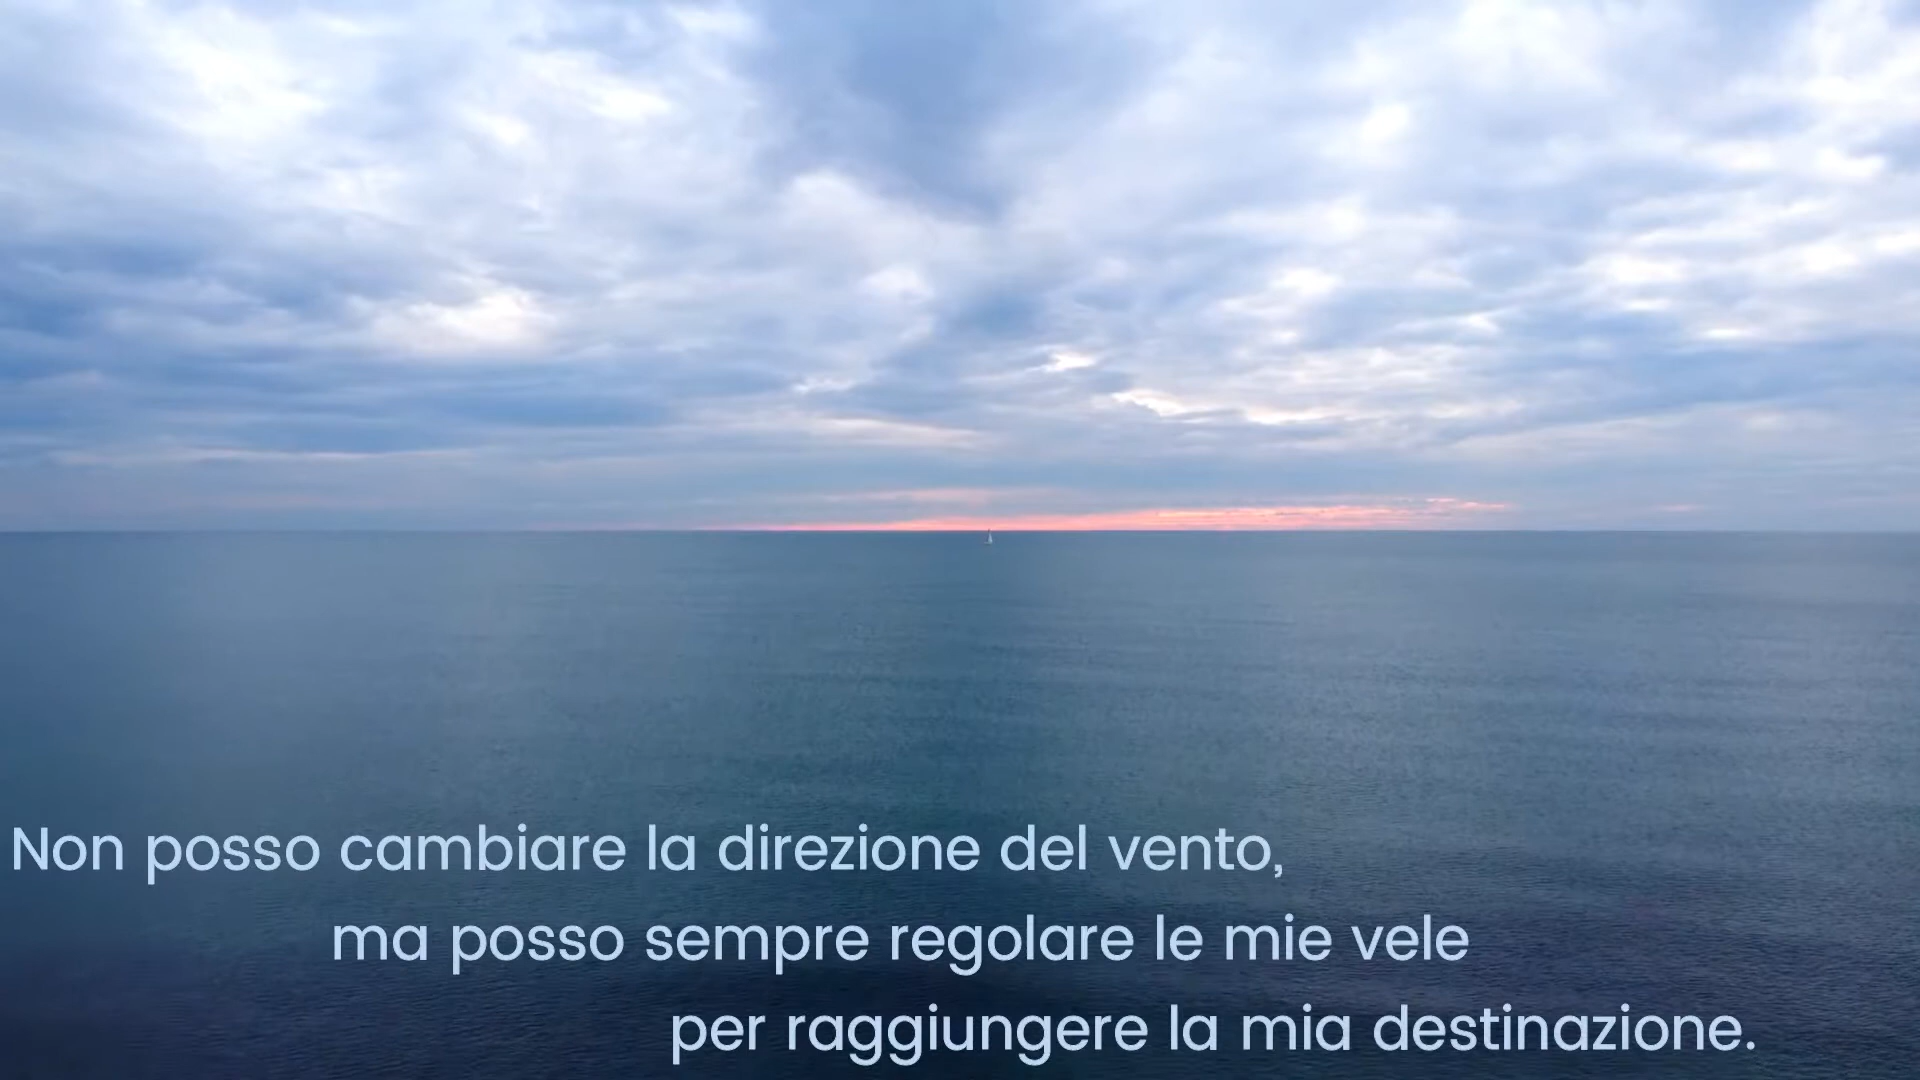 Non posso cambiare la direzione del vento,
ma posso sempre regolare le mie vele
per raggiungere la mia destinazione.